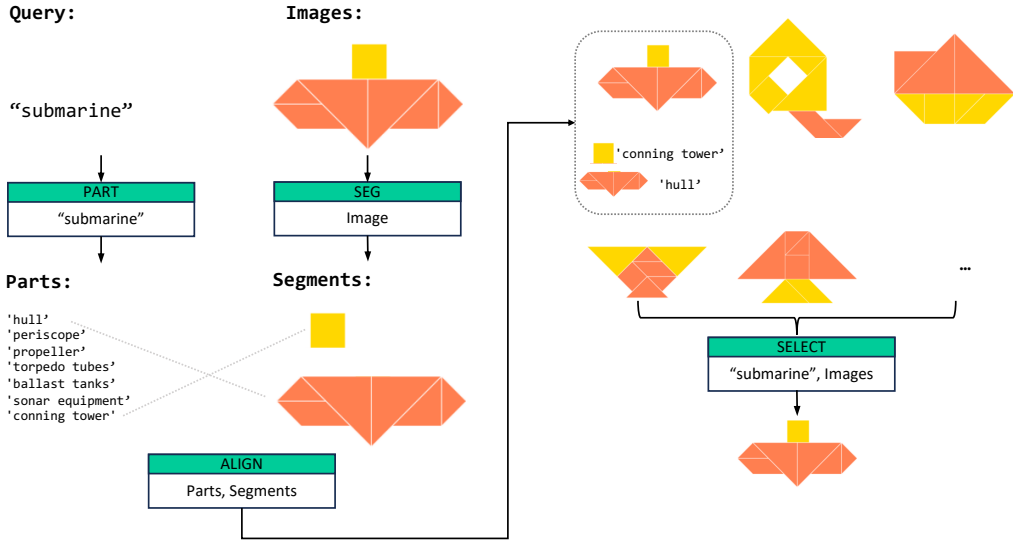 Query:
“submarine”
PART
“submarine”
Parts:
'hull’
'periscope’
'propeller’
'torpedo tubes’
'ballast tanks’
'sonar equipment’
'conning tower'
Images:
SEG
Image
Segments:
ALIGN
Parts, Segments
'conning tower’
'hull’
...
SELECT
“submarine”, Images